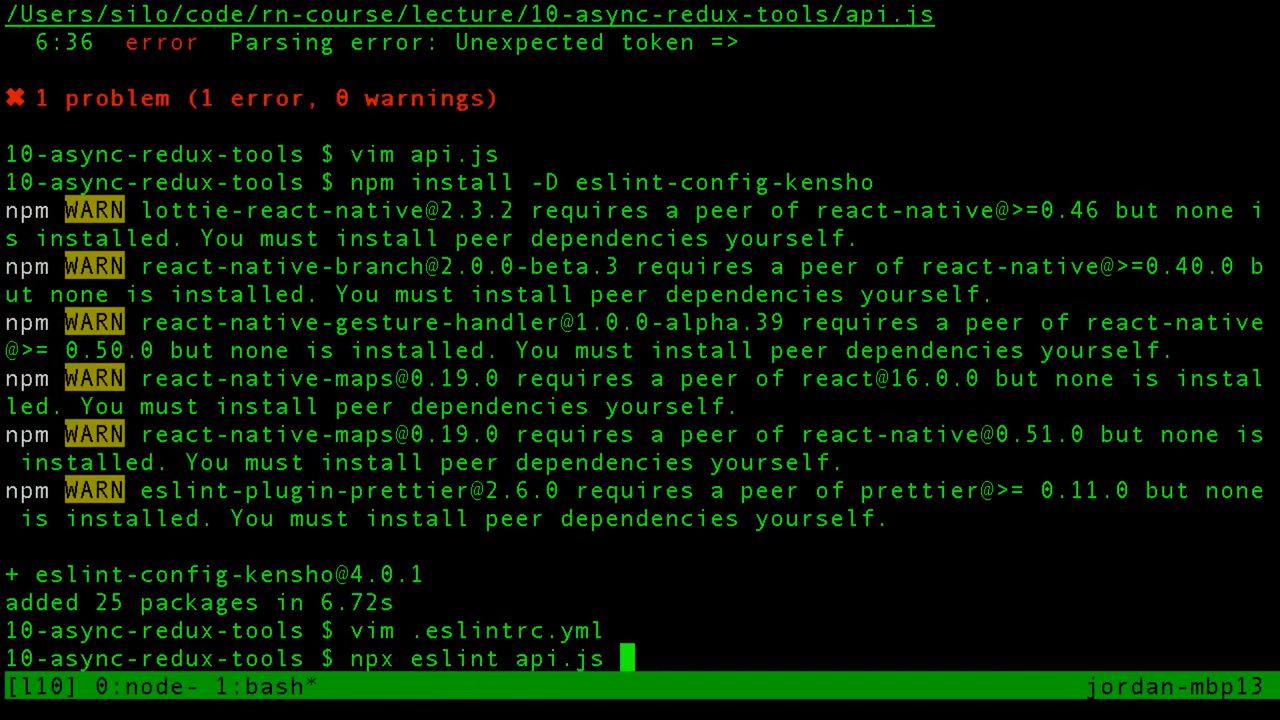 /Users/silo/code/rn-course/lecture/10-async-redux-tools/api.js
6:36  error  Parsing error: Unexpected token =>
✖ 1 problem (1 error, 0 warnings)
10-async-redux-tools $ vim api.js
10-async-redux-tools $ npm install -D eslint-config-kensho
npm WARN lottie-react-native@2.3.2 requires a peer of react-native@>=0.46 but none i
s installed. You must install peer dependencies yourself.
npm WARN react-native-branch@2.0.0-beta.3 requires a peer of react-native@>=0.40.0 b
ut none is installed. You must install peer dependencies yourself.
npm WARN react-native-gesture-handler@1.0.0-alpha.39 requires a peer of react-native
@>= 0.50.0 but none is installed. You must install peer dependencies yourself.
npm WARN react-native-maps@0.19.0 requires a peer of react@16.0.0 but none is instal
led. You must install peer dependencies yourself.
npm WARN react-native-maps@0.19.0 requires a peer of react-native@0.51.0 but none is
 installed. You must install peer dependencies yourself.
npm WARN eslint-plugin-prettier@2.6.0 requires a peer of prettier@>= 0.11.0 but none
 is installed. You must install peer dependencies yourself.
+ eslint-config-kensho@4.0.1
added 25 packages in 6.72s
10-async-redux-tools $ vim .eslintrc.yml
10-async-redux-tools $ npx eslint api.js
[l10] 0:node- 1:bash* jordan-mbp13